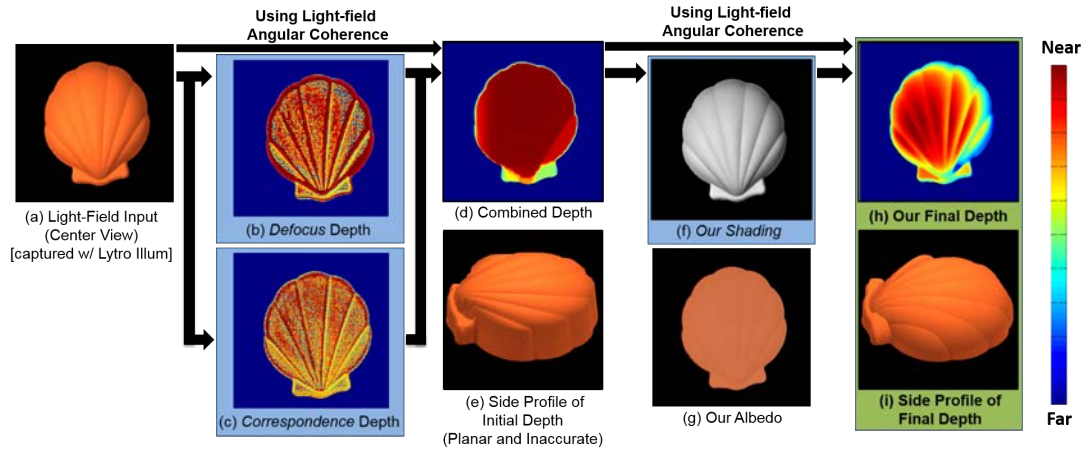 Using Light-field
Angular Coherence
Using Light-field
Angular Coherence
(a) Light-Field Input
(Center View)
[captured w/ Lytro Illum]
(b) Defocus Depth
(c) Correspondence Depth
(d) Combined Depth
(e) Side Profile of
Initial Depth
(Planar and Inaccurate)
(f) Our Shading
(g) Our Albedo
(h) Our Final Depth
(i) Side Profile of
Final Depth
Near
Far